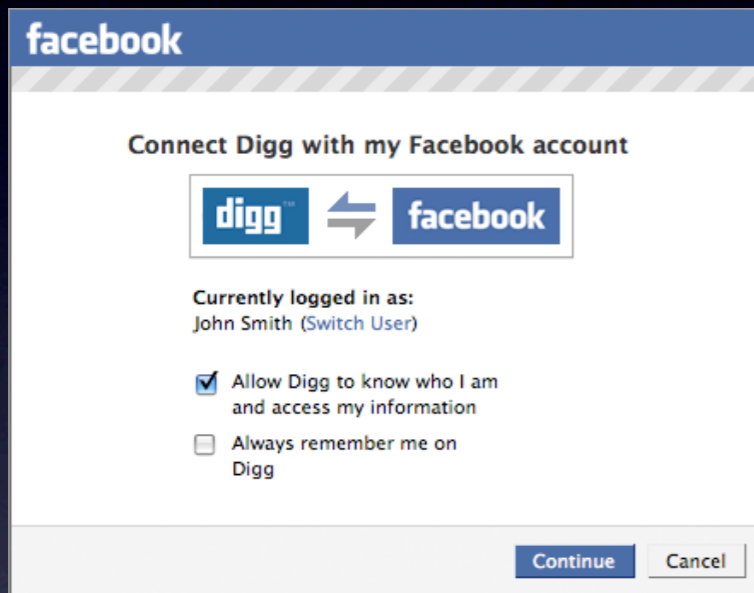 facebook
Connect Digg with my Facebook account
digg™ facebook
Currently logged in as:
John Smith (Switch User)
Allow Digg to know who I am
and access my information
Always remember me on
Digg
Continue Cancel